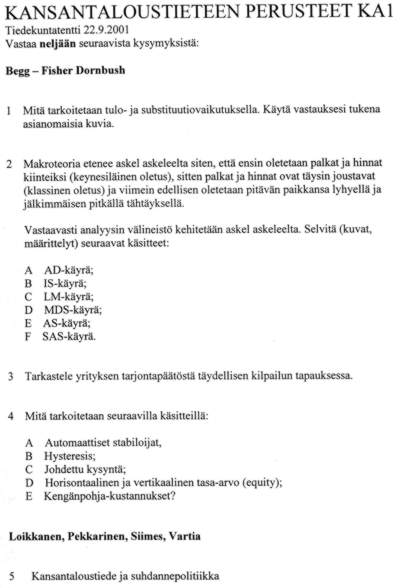 KANSANTALOUSTIETEEN PERUSTEET KA1
Tiedekuntatentti 22.9.2001
Vastaa neljään seuraavista kysymyksistä:
Begg – Fisher Dornbush
1 Mitä tarkoitetaan tulo- ja substituutiovaikutuksella. Käytä vastauksesi tukena
asianomaisia kuvia.
2 Makroteoria etenee askel askeleelta siten, että ensin oletetaan palkat ja hinnat
kiinteiksi (keynesiläinen oletus), sitten palkat ja hinnat ovat täysin joustavat
(klassinen oletus) ja viimein edellisen oletetaan pitävän paikkansa lyhyellä ja
jälkimmäisen pitkällä tähtäyksellä.
Vastaavasti analyysin välineistö kehitetään askel askeleelta. Selvitä (kuvat,
määrittelyt) seuraavat käsitteet:
A AD-käyrä;
B IS-käyrä;
C LM-käyrä;
D MDS-käyrä;
E AS-käyrä;
F SAS-käyrä.
3 Tarkastele yrityksen tarjontapäätöstä täydellisen kilpailun tapauksessa.
4 Mitä tarkoitetaan seuraavilla käsitteillä:
A Automaattiset stabiloijat,
B Hysteresis;
C Johdettu kysyntä;
D Horisontaalinen ja vertikaalinen tasa-arvo (equity);
E Kengänpohja-kustannukset?
Loikkanen, Pekkarinen, Siimes, Vartia
5 Kansantaloustiede ja suhdannepolitiikka